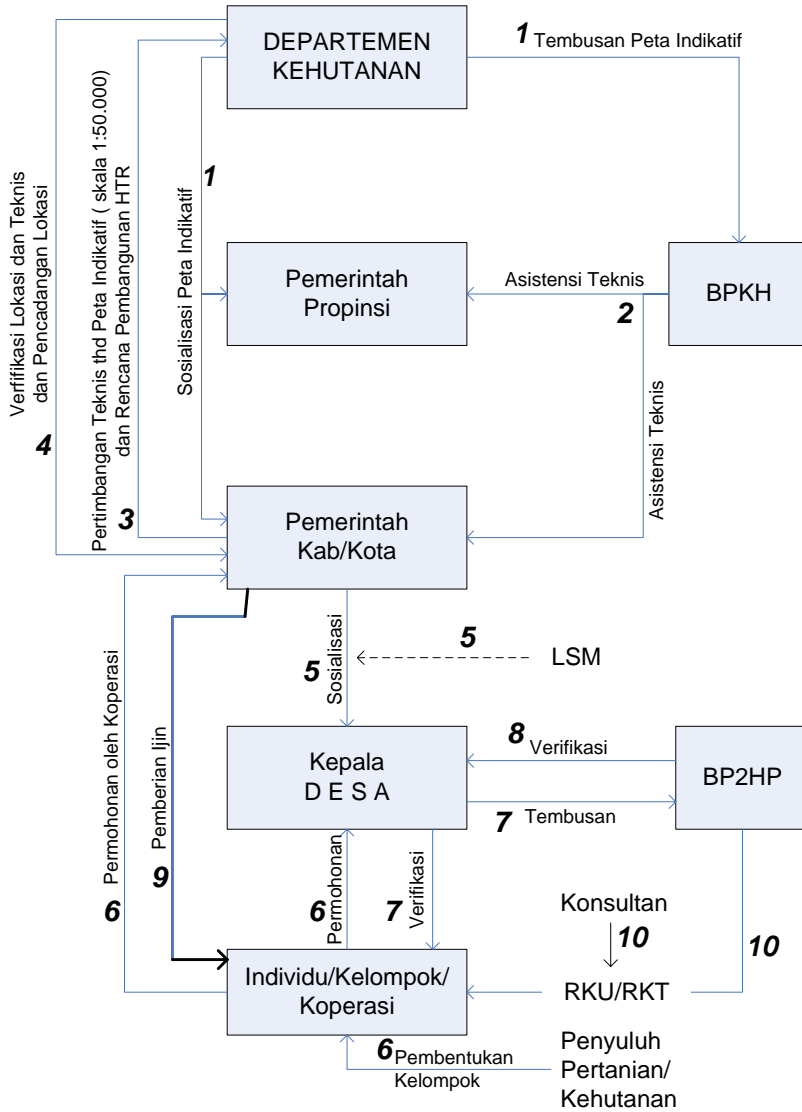 DEPARTEMEN
KEHUTANAN
1 Tembusan Peta Indikatif
Verfifikasi Lokasi dan Teknis
dan Pencadangan Lokasi
4
Pertimbangan Teknis thd Peta Indikatif ( skala 1:50.000)
dan Rencana Pembangunan HTR
3
1
Sosialisasi Peta Indikatif
Pemerintah
Propinsi
Asistensi Teknis
2
BPKH
Asistensi Teknis
Pemerintah
Kab/Kota
5
Sosialisasi
5
LSM
Permohonan oleh Koperasi
6
Pemberian Ijin
9
Kepala
D E S A
8 Verifikasi
7 Tembusan
BP2HP
Permohonan
6
Verifikasi
7
Konsultan
10
10
Individu/Kelompok/
Koperasi
RKU/RKT
6 Pembentukan
Kelompok
Penyuluh
Pertanian/
Kehutanan